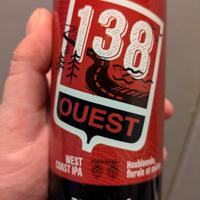 138
OUEST
WEST
COAST IPA
Houblonnée,
florale et